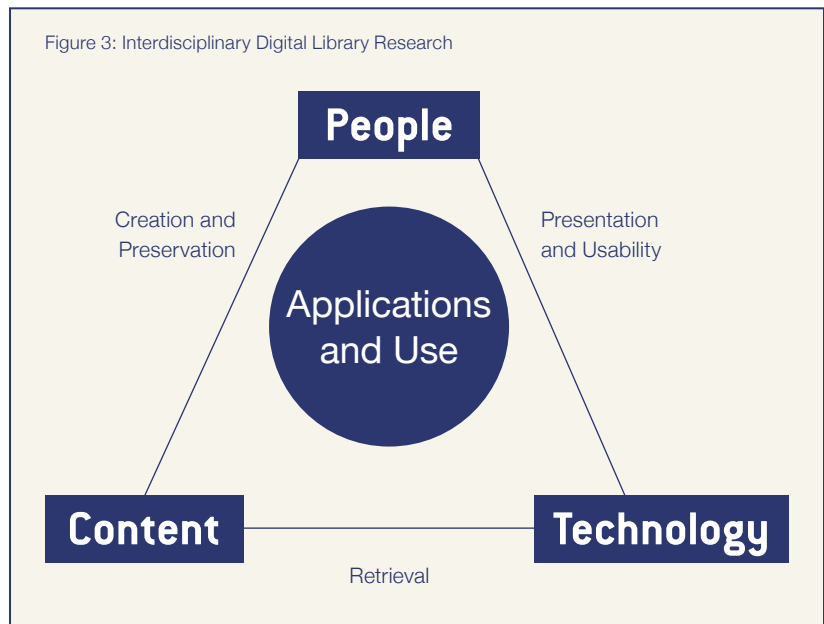 Figure 3: Interdisciplinary Digital Library Research
People
Creation and
Preservation
Presentation
and Usability
Applications
and Use
Content
Technology
Retrieval